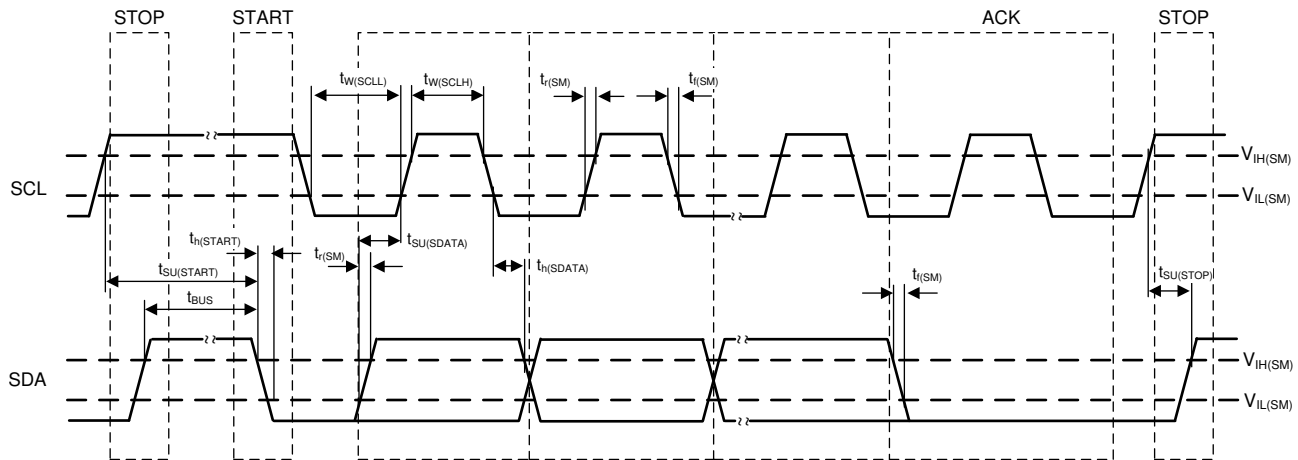 STOP START ACK STOP
tW(SCLL) tW(SCLH) tr(SM) tf(SM)
VIH(SM)
SCL
VIL(SM)
th(START) tr(SM) tSU(SDATA)
th(SDATA)
tSU(START) tf(SM) tSU(STOP)
tBUS
VIH(SM)
SDA
VIL(SM)